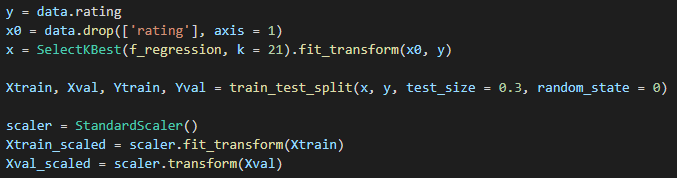 y = data.rating
x0 = data.drop(['rating'], axis = 1)
x = SelectKBest(f_regression, k = 21).fit_transform(x0, y)
Xtrain, Xval, Ytrain, Yval = train_test_split(x, y, test_size = 0.3, random_state = 0)
scaler = StandardScaler()
Xtrain_scaled = scaler.fit_transform(Xtrain)
Xval_scaled = scaler.transform(Xval)